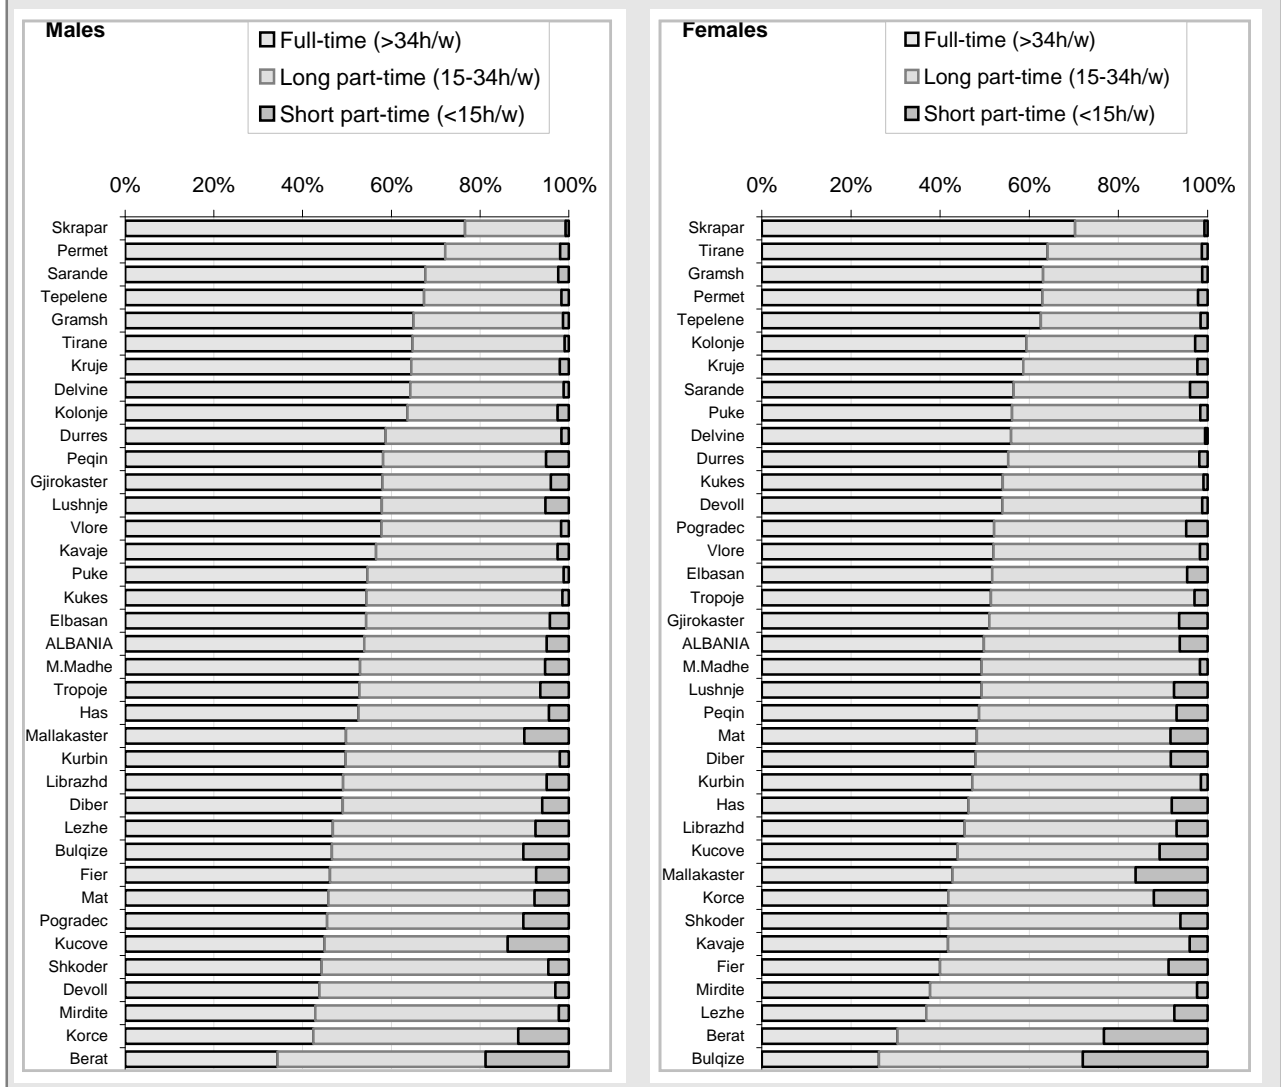 Males
Full-time (>34h/w)
Long part-time (15-34h/w)
Short part-time (<15h/w)
0% 20% 40% 60% 80% 100%
Skrapar
Permet
Sarande
Tepelene
Gramsh
Tirane
Kruje
Delvine
Kolonje
Durres
Peqin
Gjirokaster
Lushnje
Vlore
Kavaje
Puke
Kukes
Elbasan
ALBANIA
M.Madhe
Tropoje
Has
Mallakaster
Kurbin
Librazhd
Diber
Lezhe
Bulqize
Fier
Mat
Pogradec
Kucove
Shkoder
Devoll
Mirdite
Korce
Berat
Females
Full-time (>34h/w)
Long part-time (15-34h/w)
Short part-time (<15h/w)
0% 20% 40% 60% 80% 100%
Skrapar
Tirane
Gramsh
Permet
Tepelene
Kolonje
Kruje
Sarande
Puke
Delvine
Durres
Kukes
Devoll
Pogradec
Vlore
Elbasan
Tropoje
Gjirokaster
ALBANIA
M.Madhe
Lushnje
Peqin
Mat
Diber
Kurbin
Has
Librazhd
Kucove
Mallakaster
Korce
Shkoder
Kavaje
Fier
Mirdite
Lezhe
Berat
Bulqize